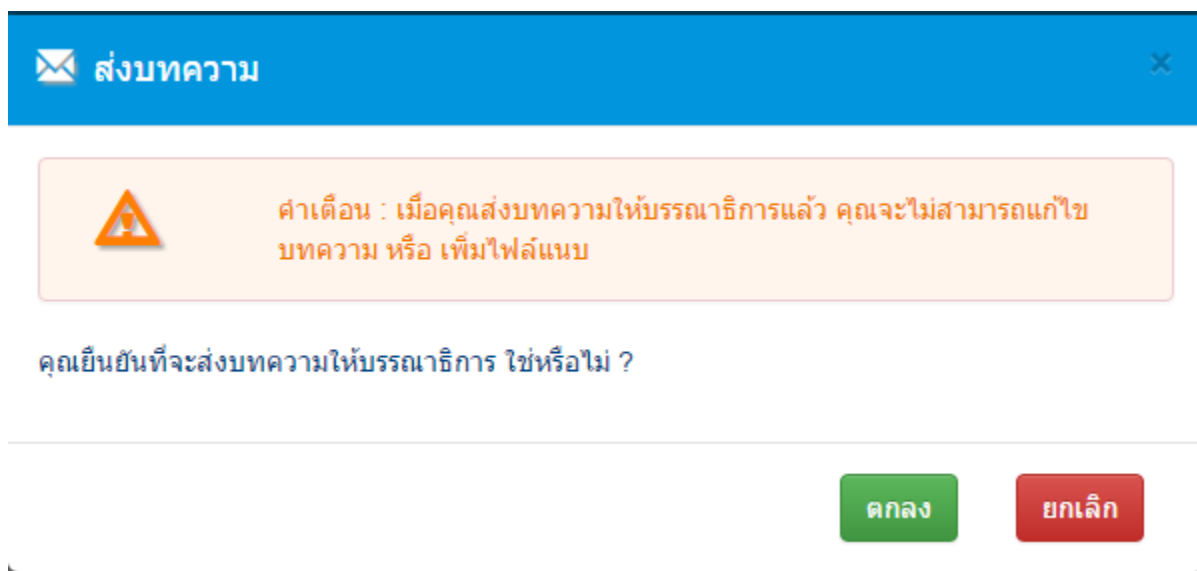 ส่งบทความ
คำเตือน : เมื่อคุณส่งบทความให้บรรณาธิการแล้ว คุณจะไม่สามารถแก้ไข
บทความ หรือ เพิ่มไฟล์แนบ
คุณยืนยันที่จะส่งบทความให้บรรณาธิการ ใช่หรือไม่ ?
ตกลง ยกเลิก